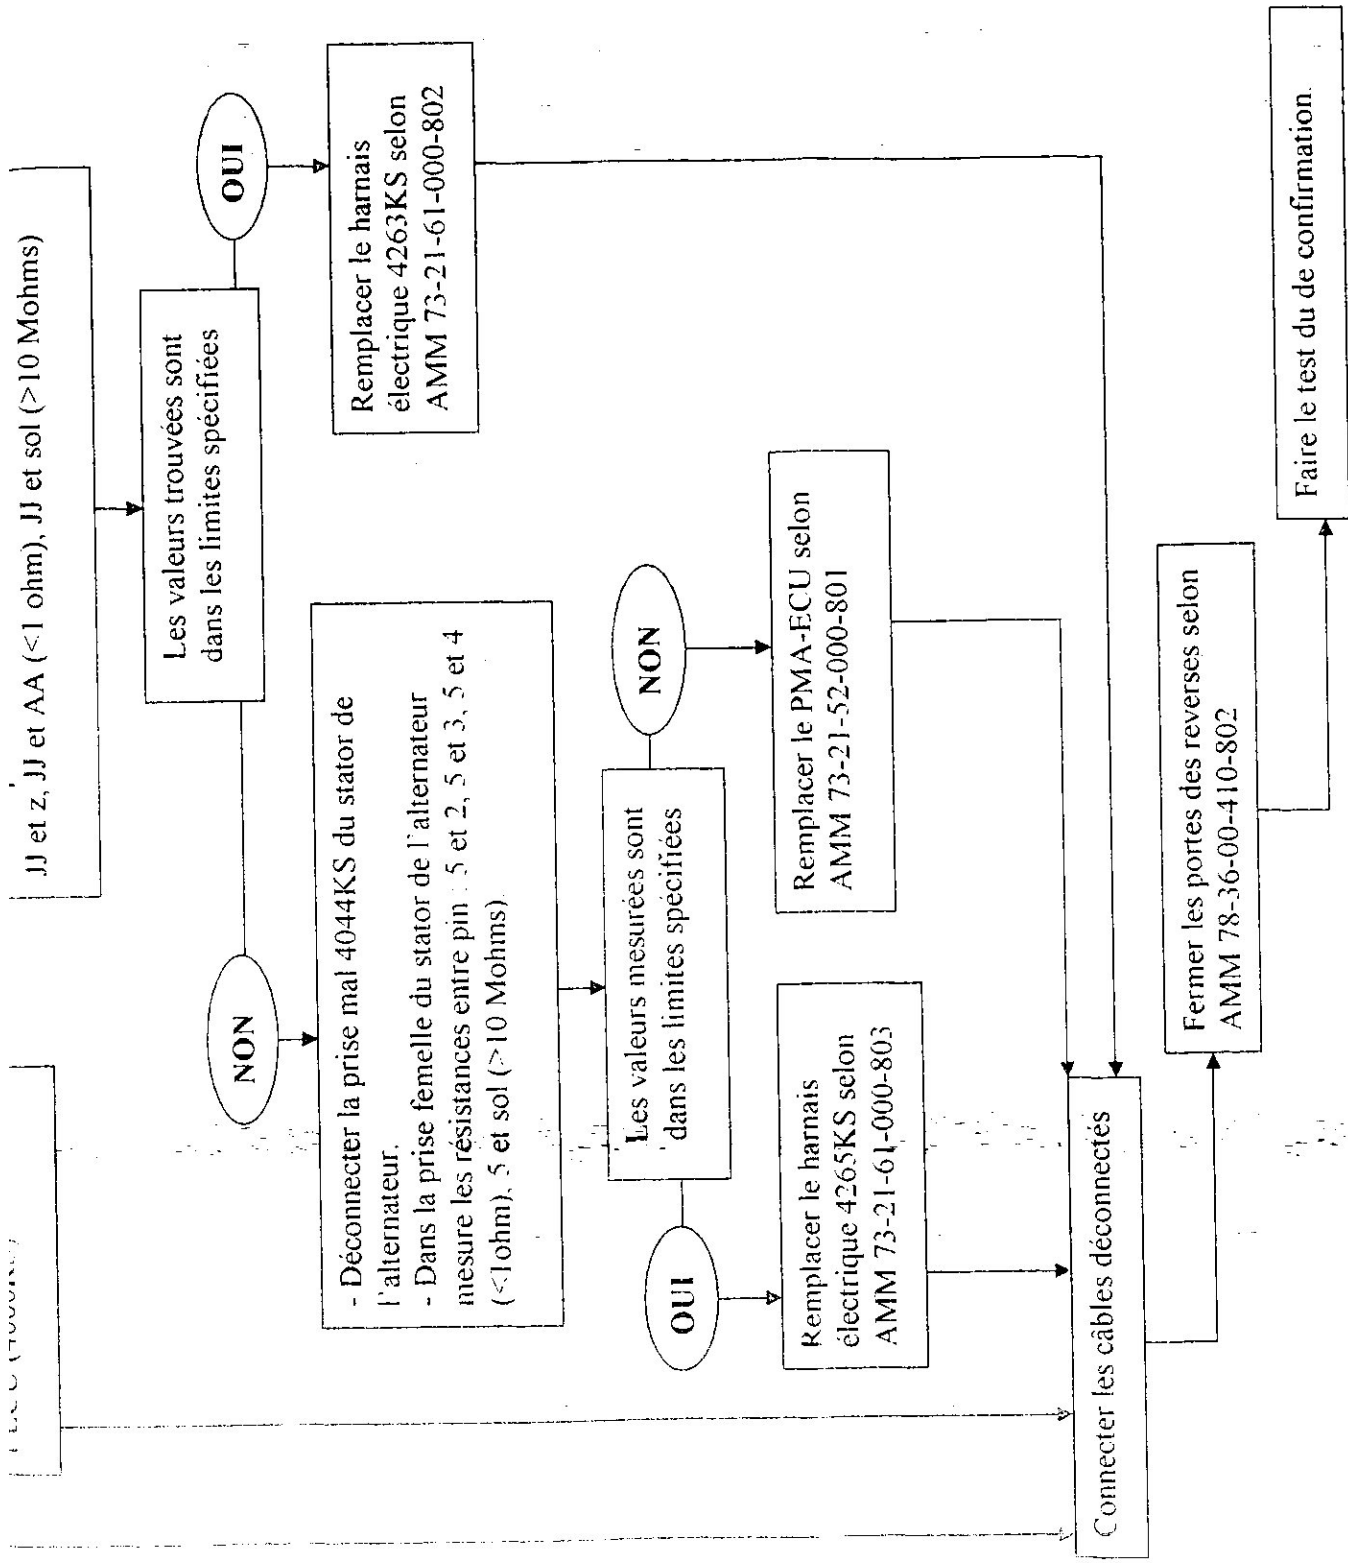 JJ et z, JJ et AA (<1 ohm), JJ et sol (>10 Mohms)
Les valeurs trouvées sont
dans les limites spécifiées
NON
OUI
- Déconnecter la prise mal 4044KS du stator de
l'alternateur.
- Dans la prise femelle du stator de l'alternateur
mesure les résistances entre pin : 5 et 2, 5 et 3, 5 et 4
(<1ohm), 5 et sol (>10 Mohms).
Remplacer le harnais
électrique 4263KS selon
AMM 73-21-61-000-802
Les valeurs mesurées sont
dans les limites spécifiées
OUI
NON
Remplacer le harnais
électrique 4265KS selon
AMM 73-21-61-000-803
Remplacer le PMA-ECU selon
AMM 73-21-52-000-801
Connecter les câbles déconnectés
Fermer les portes des reverses selon
AMM 78-36-00-410-802
Faire le test du de confirmation.